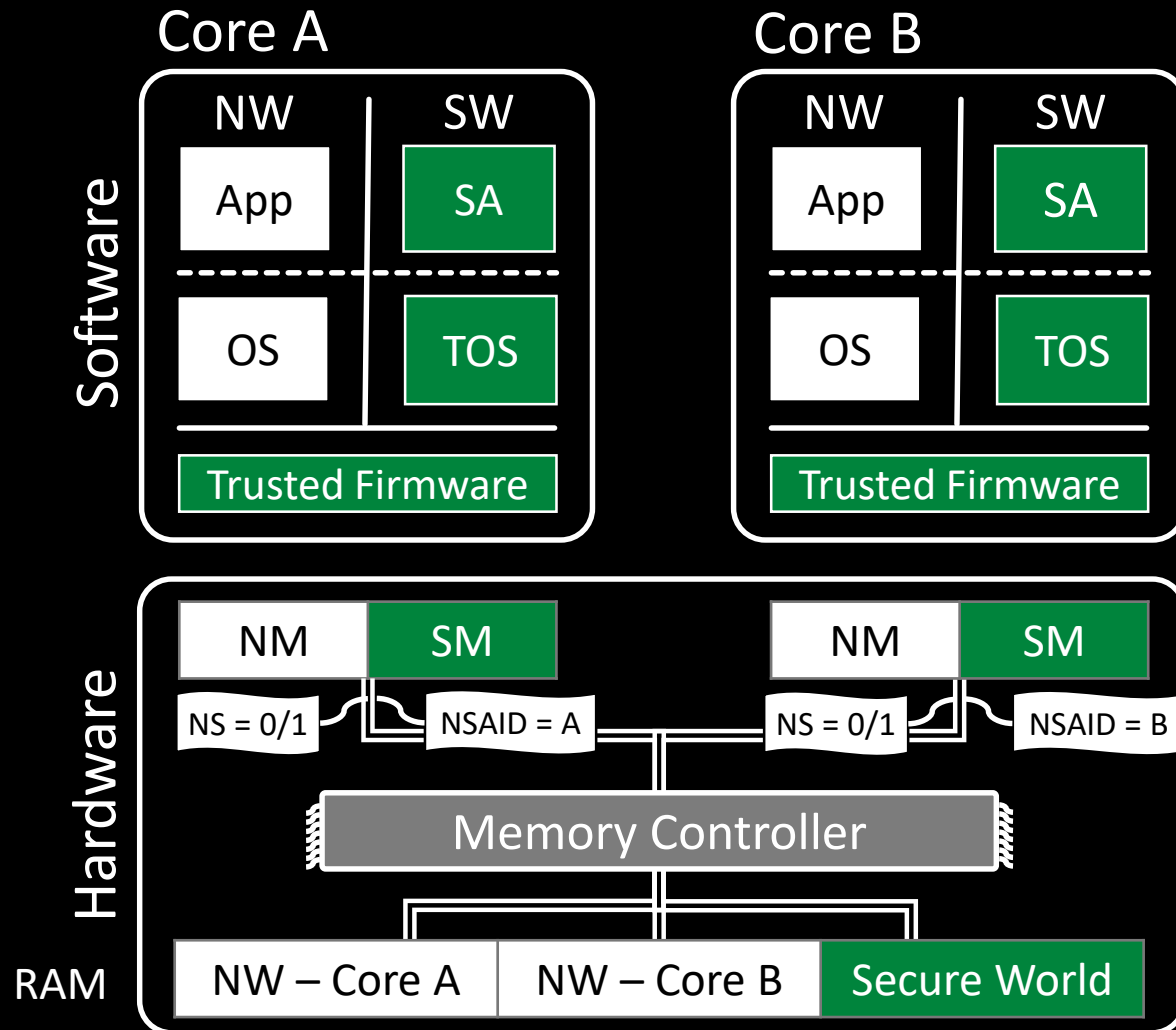 Core A
Core B
NW SW
NW SW
App SA
App SA
OS TOS
OS TOS
Trusted Firmware
Trusted Firmware
Software
NM SM
NM SM
NS = 0/1
NSAID = A
NS = 0/1
NSAID = B
Memory Controller
Hardware
RAM
NW – Core A
NW – Core B
Secure World